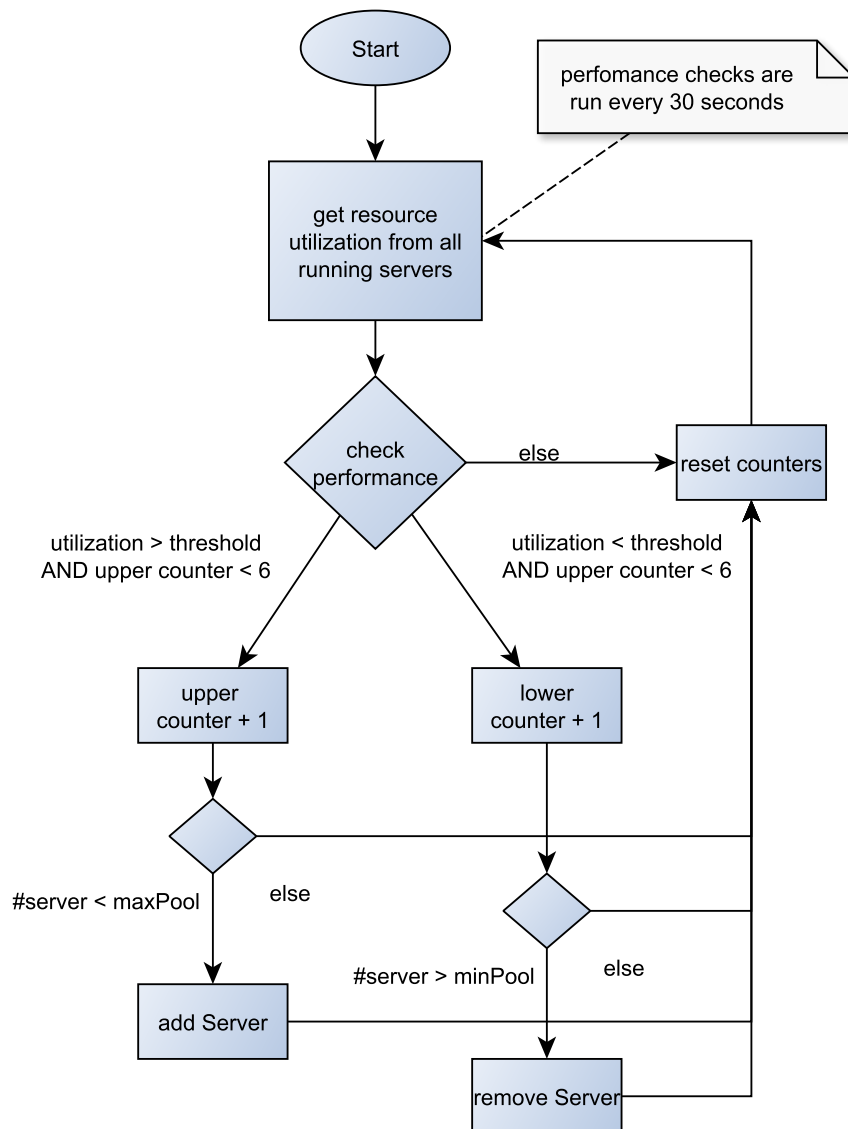 Start
perfomance checks are
run every 30 seconds
get resource
utilization from all
running servers
check
performance
else
reset counters
utilization > threshold
AND upper counter < 6
utilization < threshold
AND upper counter < 6
upper
counter + 1
lower
counter + 1
#server < maxPool
else
#server > minPool
else
add Server
remove Server